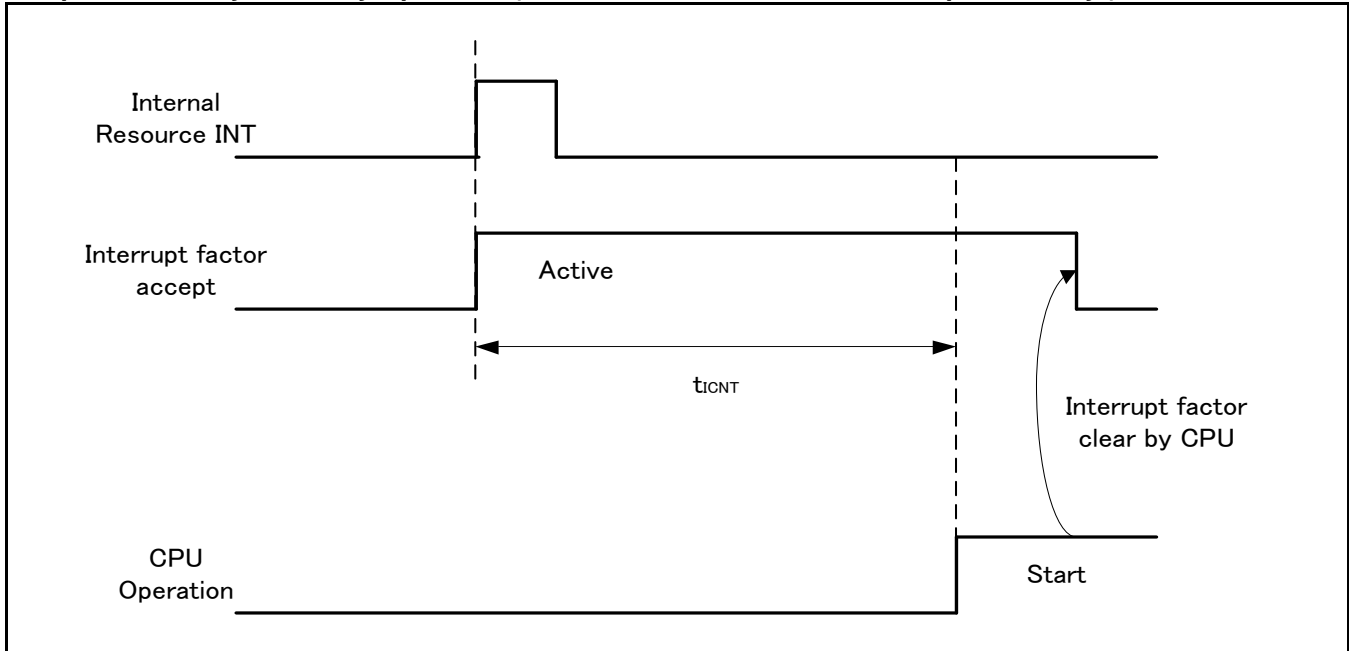 Internal
Resource INT
Interrupt factor
accept
Active
tICNT
Interrupt factor
clear by CPU
CPU
Operation
Start